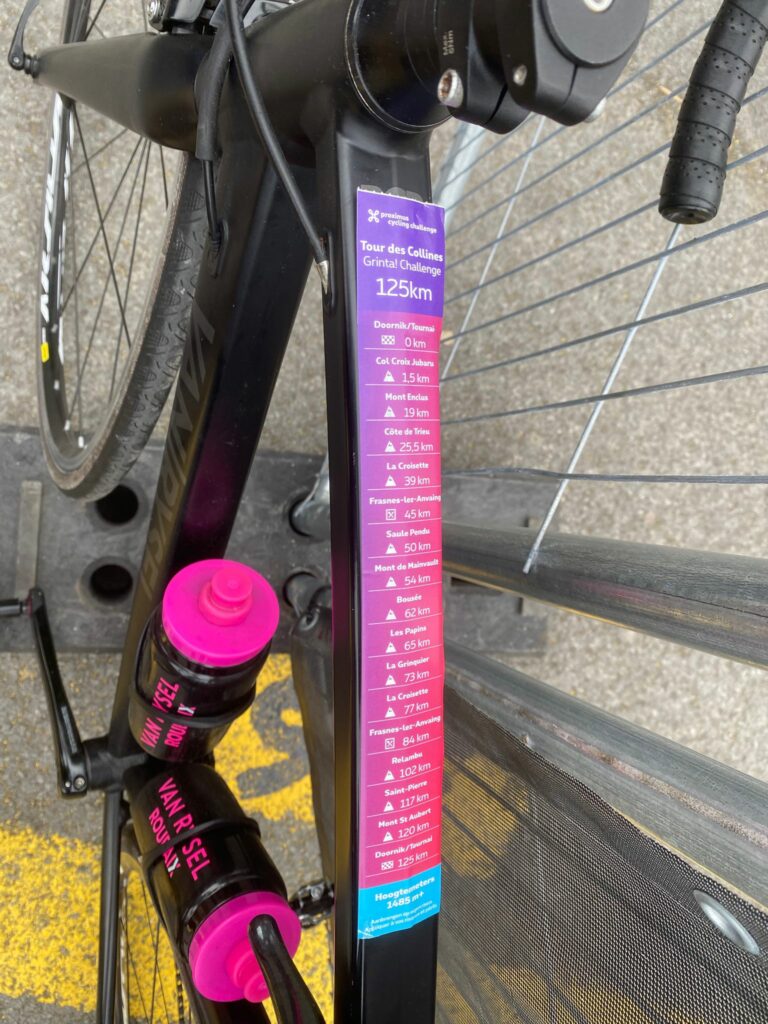 proximus
cycling challenge
Tour des Collines
Grinta! Challenge
125km
Doornik/Tournai
0 km
Col Croix Jubaru
1,5 km
Mont Enclus
19 km
Côte de Trieu
25,5 km
La Croisette
39 km
Frasnes-lez-Anvaing
45 km
Saule Pendu
50 km
Mont de Mainvault
54 km
Bousée
62 km
Les Papins
65 km
La Grinquier
73 km
La Croisette
77 km
Frasnes-lez-Anvaing
84 km
Relambu
102 km
Saint-Pierre
117 km
Mont St Aubert
120 km
Doornik/Tournai
125 km
Hoogtemeters
1485 m+
VAN RYSEL
ROUBAIX
VAN RYSEL
ROUBAIX